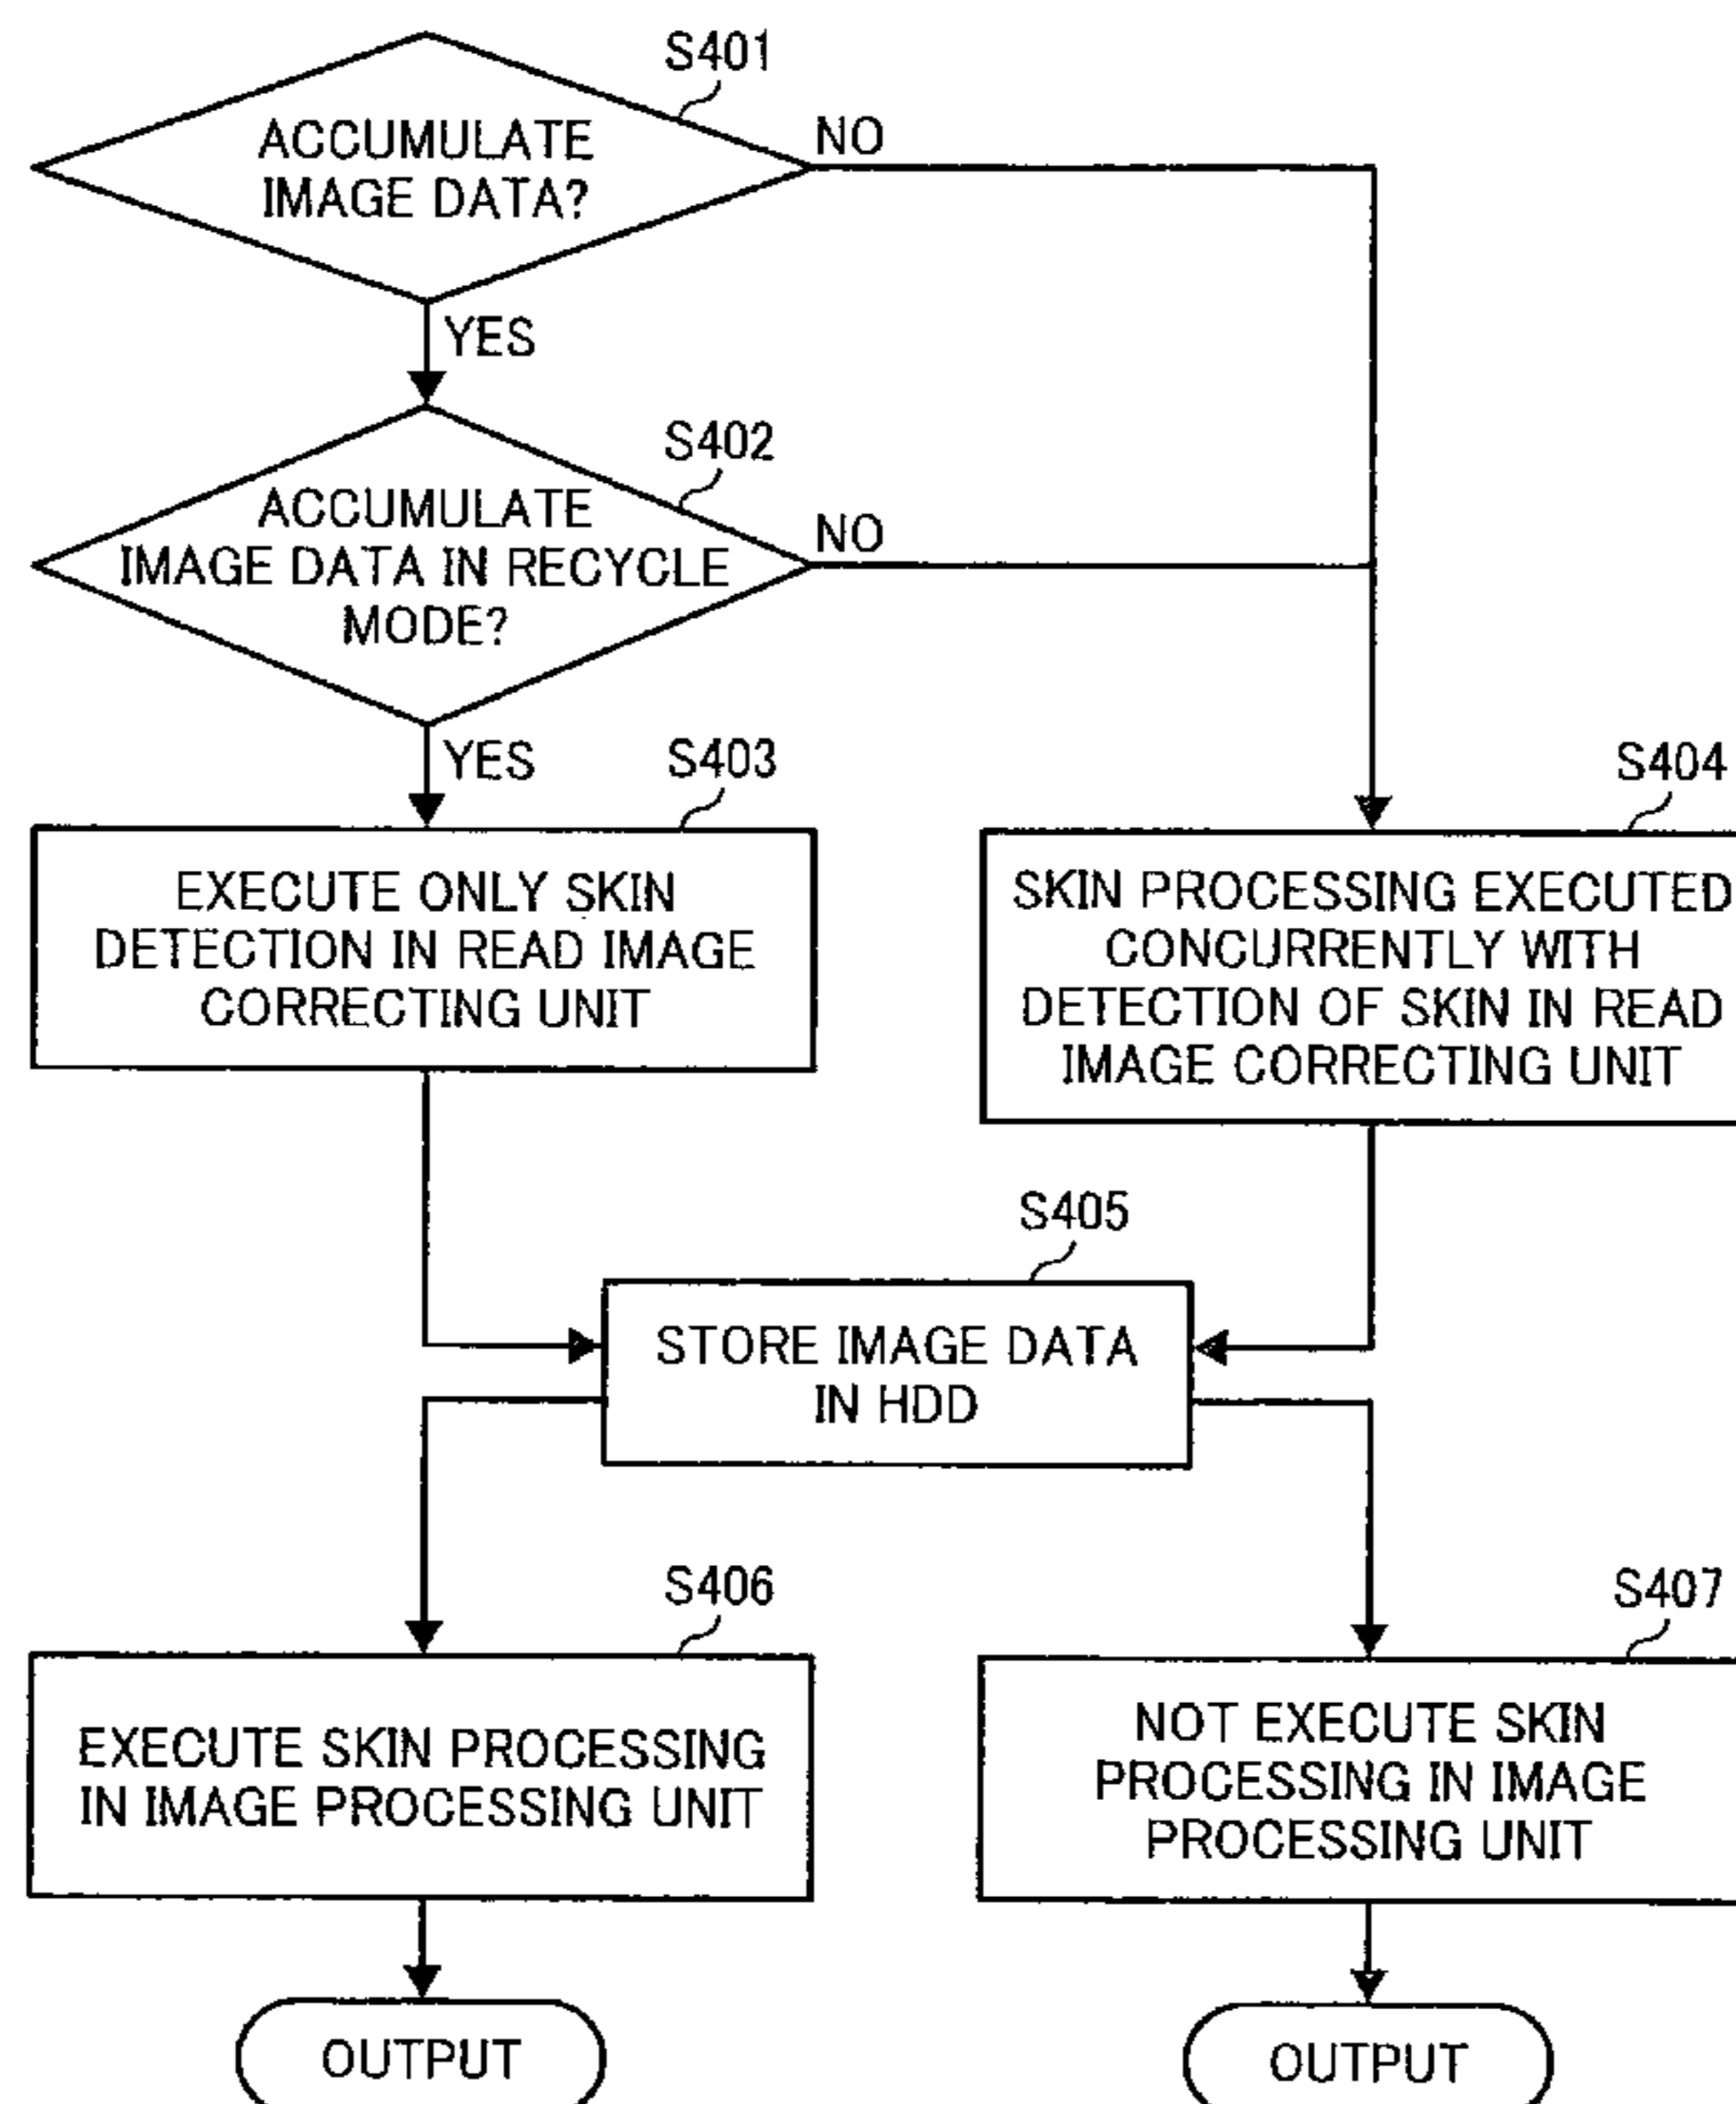 S401
ACCUMULATE
IMAGE DATA?
NO
YES
S402
ACCUMULATE
IMAGE DATA IN RECYCLE
MODE?
NO
YES
S403
EXECUTE ONLY SKIN
DETECTION IN READ IMAGE
CORRECTING UNIT
S404
SKIN PROCESSING EXECUTED
CONCURRENTLY WITH
DETECTION OF SKIN IN READ
IMAGE CORRECTING UNIT
S405
STORE IMAGE DATA
IN HDD
S406
EXECUTE SKIN PROCESSING
IN IMAGE PROCESSING UNIT
S407
NOT EXECUTE SKIN
PROCESSING IN IMAGE
PROCESSING UNIT
OUTPUT
OUTPUT